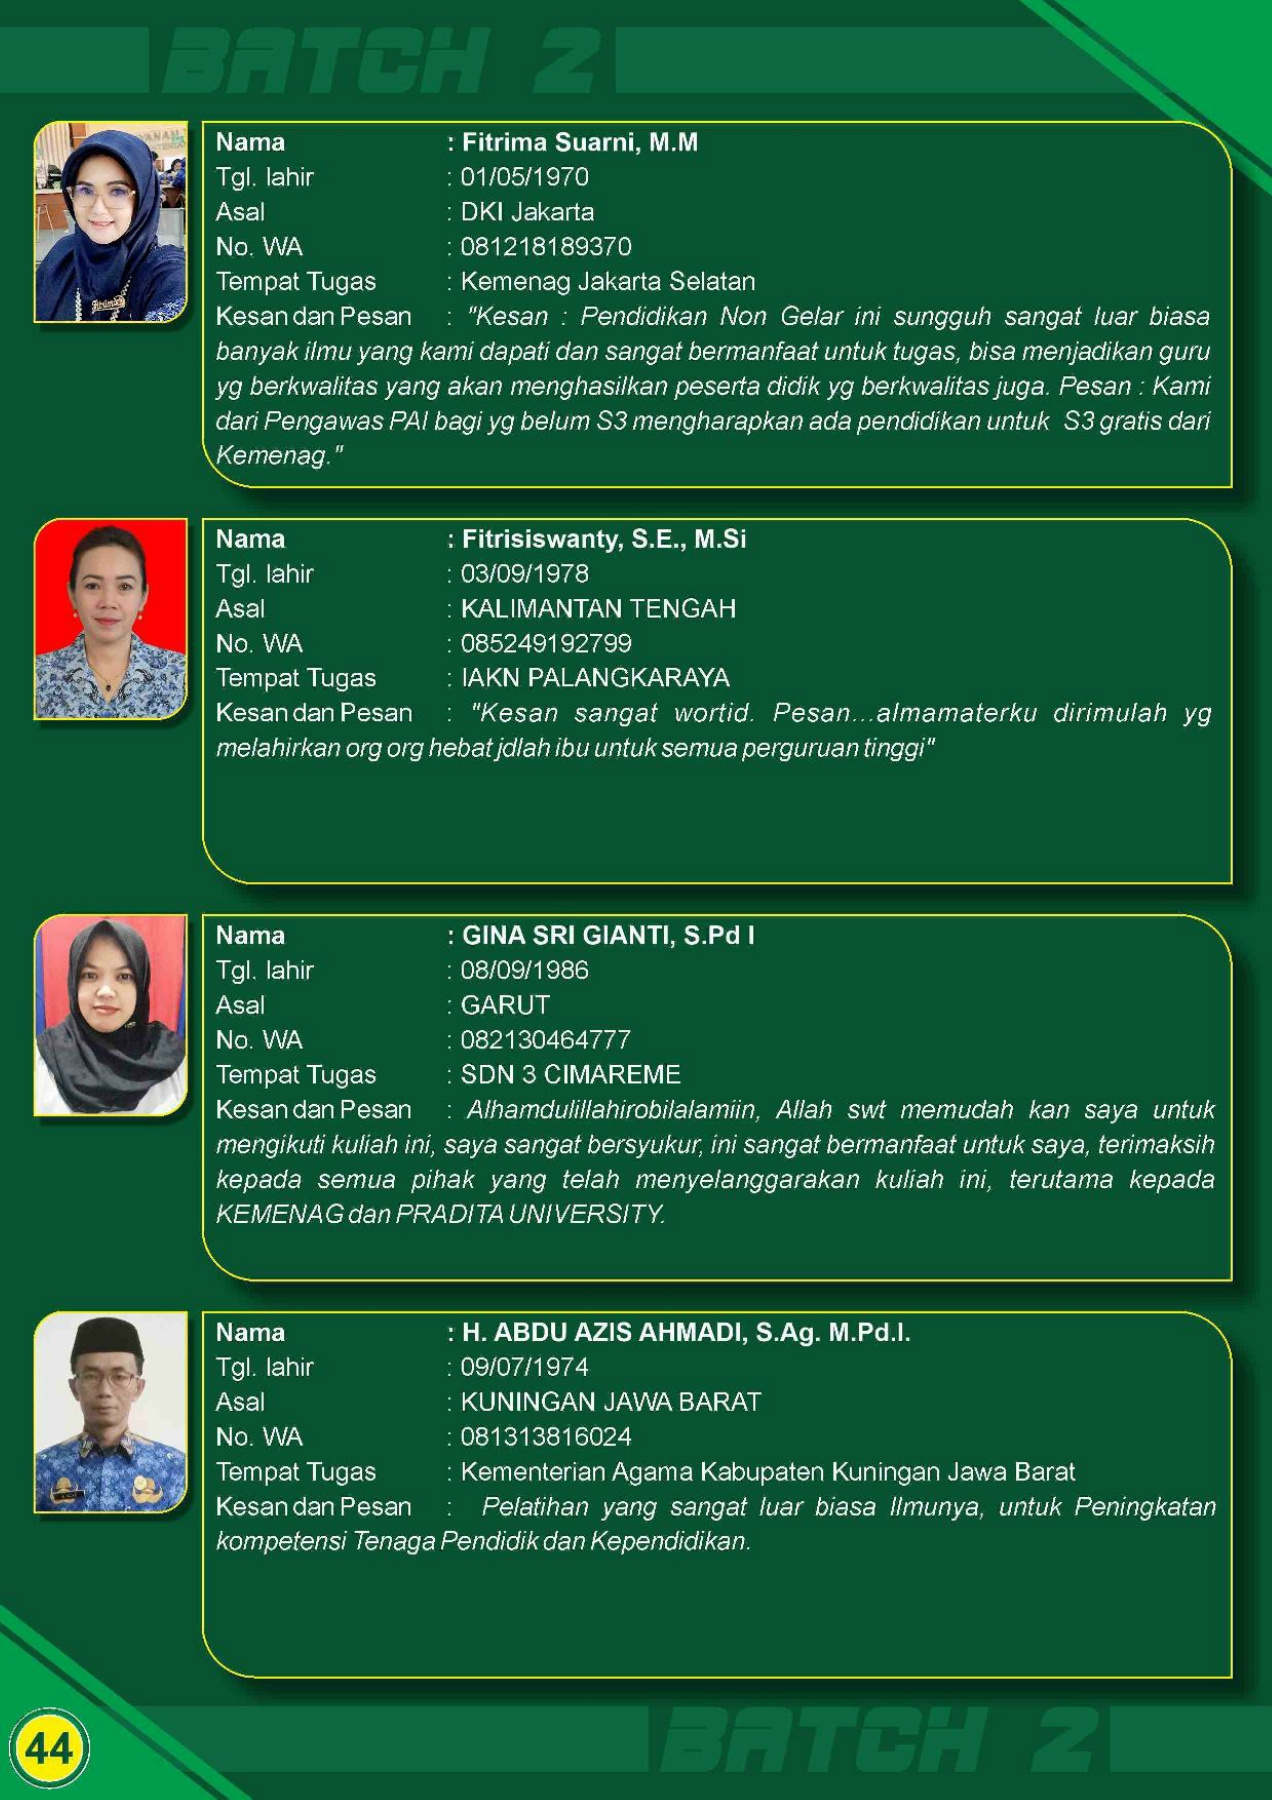 BATCH 2
Nama : Fitrima Suarni, M.M
Tgl. lahir : 01/05/1970
Asal : DKI Jakarta
No. WA : 081218189370
Tempat Tugas : Kemenag Jakarta Selatan
Kesan dan Pesan : "Kesan : Pendidikan Non Gelar ini sungguh sangat luar biasa
banyak ilmu yang kami dapati dan sangat bermanfaat untuk tugas, bisa menjadikan guru
yg berkwalitas yang akan menghasilkan peserta didik yg berkwalitas juga. Pesan : Kami
dari Pengawas PAI bagi yg belum S3 mengharapkan ada pendidikan untuk S3 gratis dari
Kemenag."
Nama : Fitrisiswanty, S.E., M.Si
Tgl. lahir : 03/09/1978
Asal : KALIMANTAN TENGAH
No. WA : 085249192799
Tempat Tugas : IAKN PALANGKARAYA
Kesan dan Pesan : "Kesan sangat wortid. Pesan...almamaterku dirimulah yg
melahirkan org org hebat jdlah ibu untuk semua perguruan tinggi"
Nama : GINA SRI GIANTI, S.Pd I
Tgl. lahir : 08/09/1986
Asal : GARUT
No. WA : 082130464777
Tempat Tugas : SDN 3 CIMAREME
Kesan dan Pesan : Alhamdulillahirobilalamiin, Allah swt memudah kan saya untuk
mengikuti kuliah ini, saya sangat bersyukur, ini sangat bermanfaat untuk saya, terimaksih
kepada semua pihak yang telah menyelanggarakan kuliah ini, terutama kepada
KEMENAG dan PRADITA UNIVERSITY.
Nama : H. ABDU AZIS AHMADI, S.Ag. M.Pd.I.
Tgl. lahir : 09/07/1974
Asal : KUNINGAN JAWA BARAT
No. WA : 081313816024
Tempat Tugas : Kementerian Agama Kabupaten Kuningan Jawa Barat
Kesan dan Pesan : Pelatihan yang sangat luar biasa Ilmunya, untuk Peningkatan
kompetensi Tenaga Pendidik dan Kependidikan.
44
BATCH 2